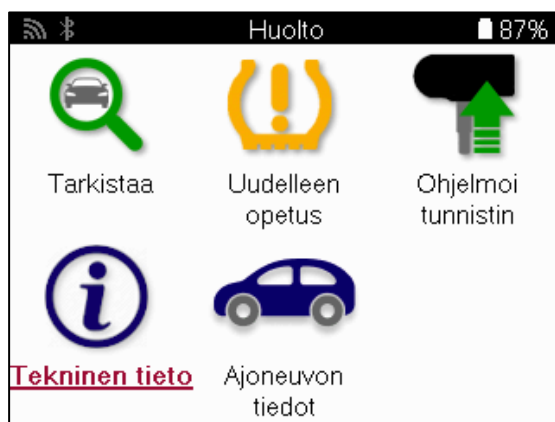 Huolto
87%
Tarkistaa
Uudelleen
opetus
Ohjelmoi
tunnistin
Tekninen tieto
Ajoneuvon
tiedot